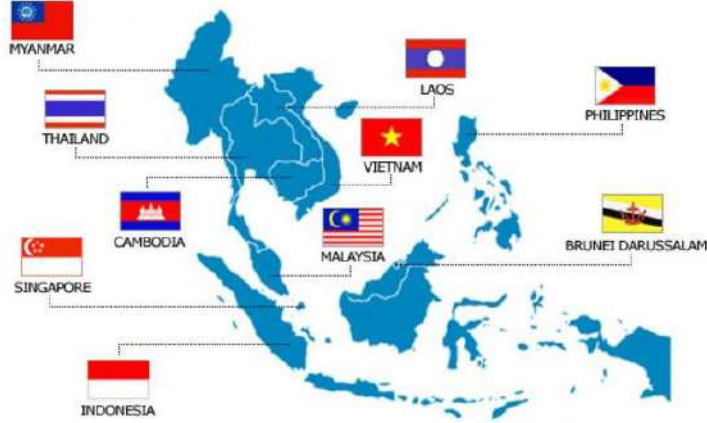 MYANMAR
LAOS
PHILIPPINES
THAILAND
VIETNAM
CAMBODIA
MALAYSIA
BRUNEI DARUSSALAM
SINGAPORE
INDONESIA